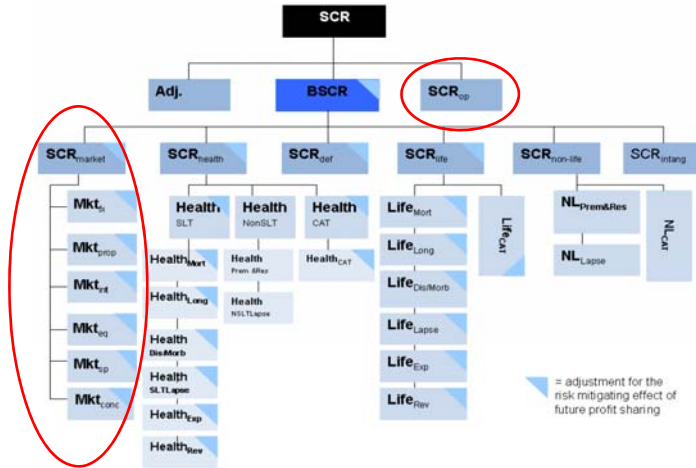 SCR
Adj.
BSCR
SCRop
SCRmarket
SCRhealth
SCRdef
SCRlife
SCRnon-life
SCRintang
Mktfx
Mktprop
Mktint
Mkteq
Mktsp
Mktconc
Health
SLT
HealthMort
HealthLong
Health
Dis/Morb
Health
SLTLapse
HealthExp
HealthRev
Health
NonSLT
Health
Prem &Res
Health
NSLTLapse
Health
CAT
HealthCAT
LifeMort
LifeLong
LifeDis/Morb
LifeLapse
LifeExp
LifeRev
LifeCAT
NLPrem&Res
NLLapse
NLCAT
= adjustment for the
risk mitigating effect of
future profit sharing